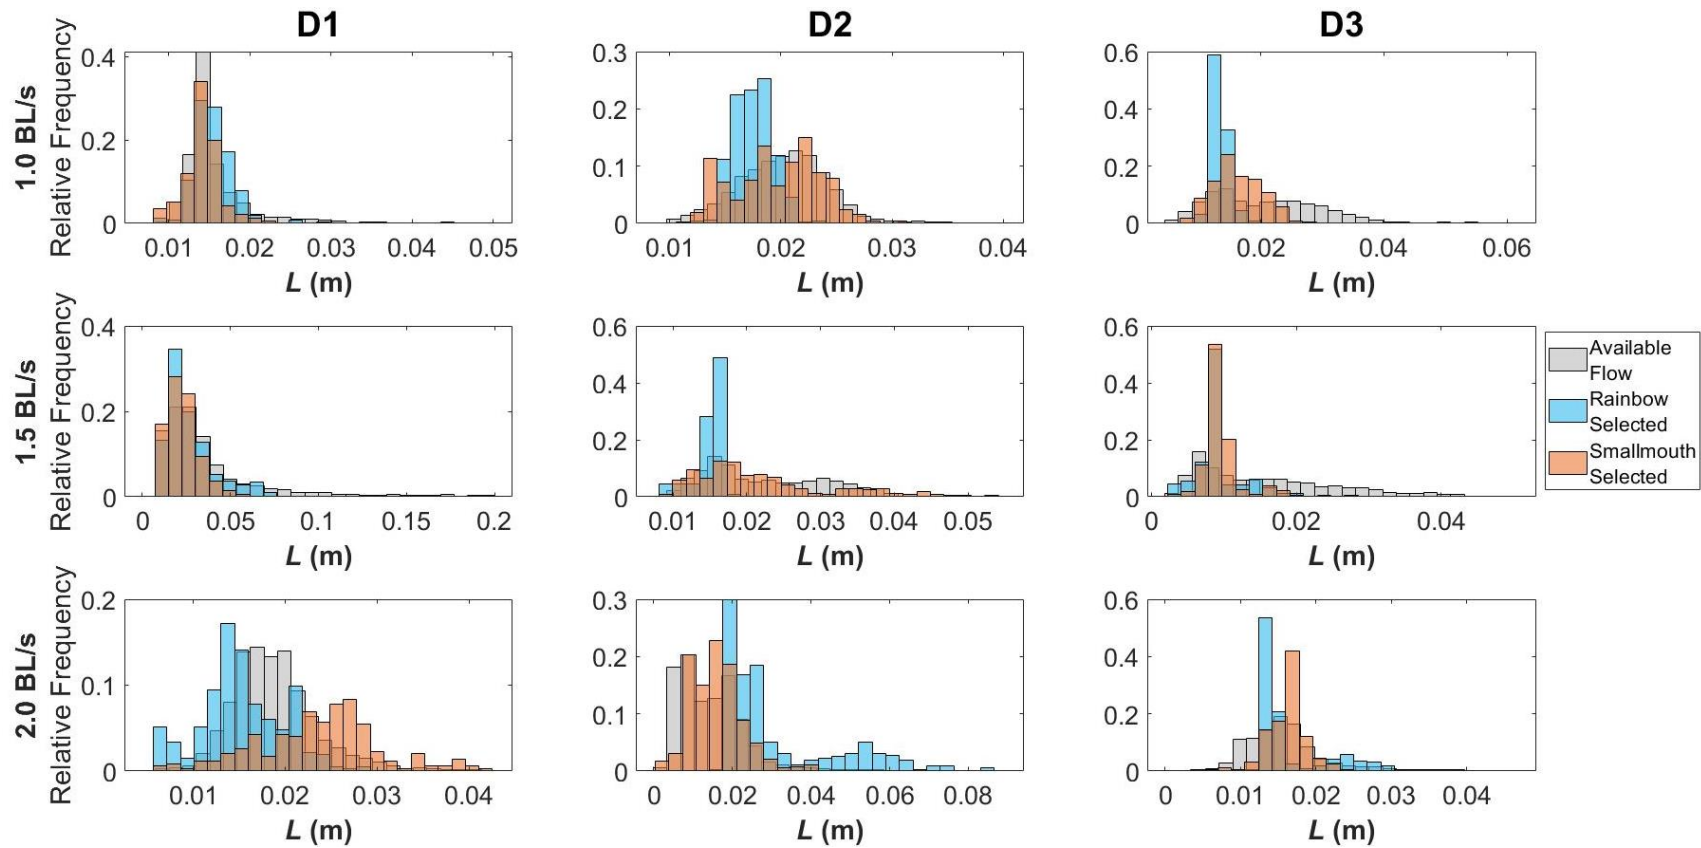 D1 D2 D3
1.0 BL/s
Relative Frequency
0.4
0.2
0
0.01 0.02 0.03 0.04 0.05
L (m)
0.3
0.2
0.1
0
0.01 0.02 0.03 0.04
L (m)
0.6
0.4
0.2
0
0.02 0.04 0.06
L (m)
1.5 BL/s
Relative Frequency
0.4
0.2
0
0 0.05 0.1 0.15 0.2
L (m)
0.6
0.4
0.2
0
0.01 0.02 0.03 0.04 0.05
L (m)
0.6
0.4
0.2
0
0 0.02 0.04
L (m)
Available
Flow
Rainbow
Selected
Smallmouth
Selected
2.0 BL/s
Relative Frequency
0.2
0.1
0
0.01 0.02 0.03 0.04
L (m)
0.3
0.2
0.1
0
0 0.02 0.04 0.06 0.08
L (m)
0.6
0.4
0.2
0
0 0.01 0.02 0.03 0.04
L (m)